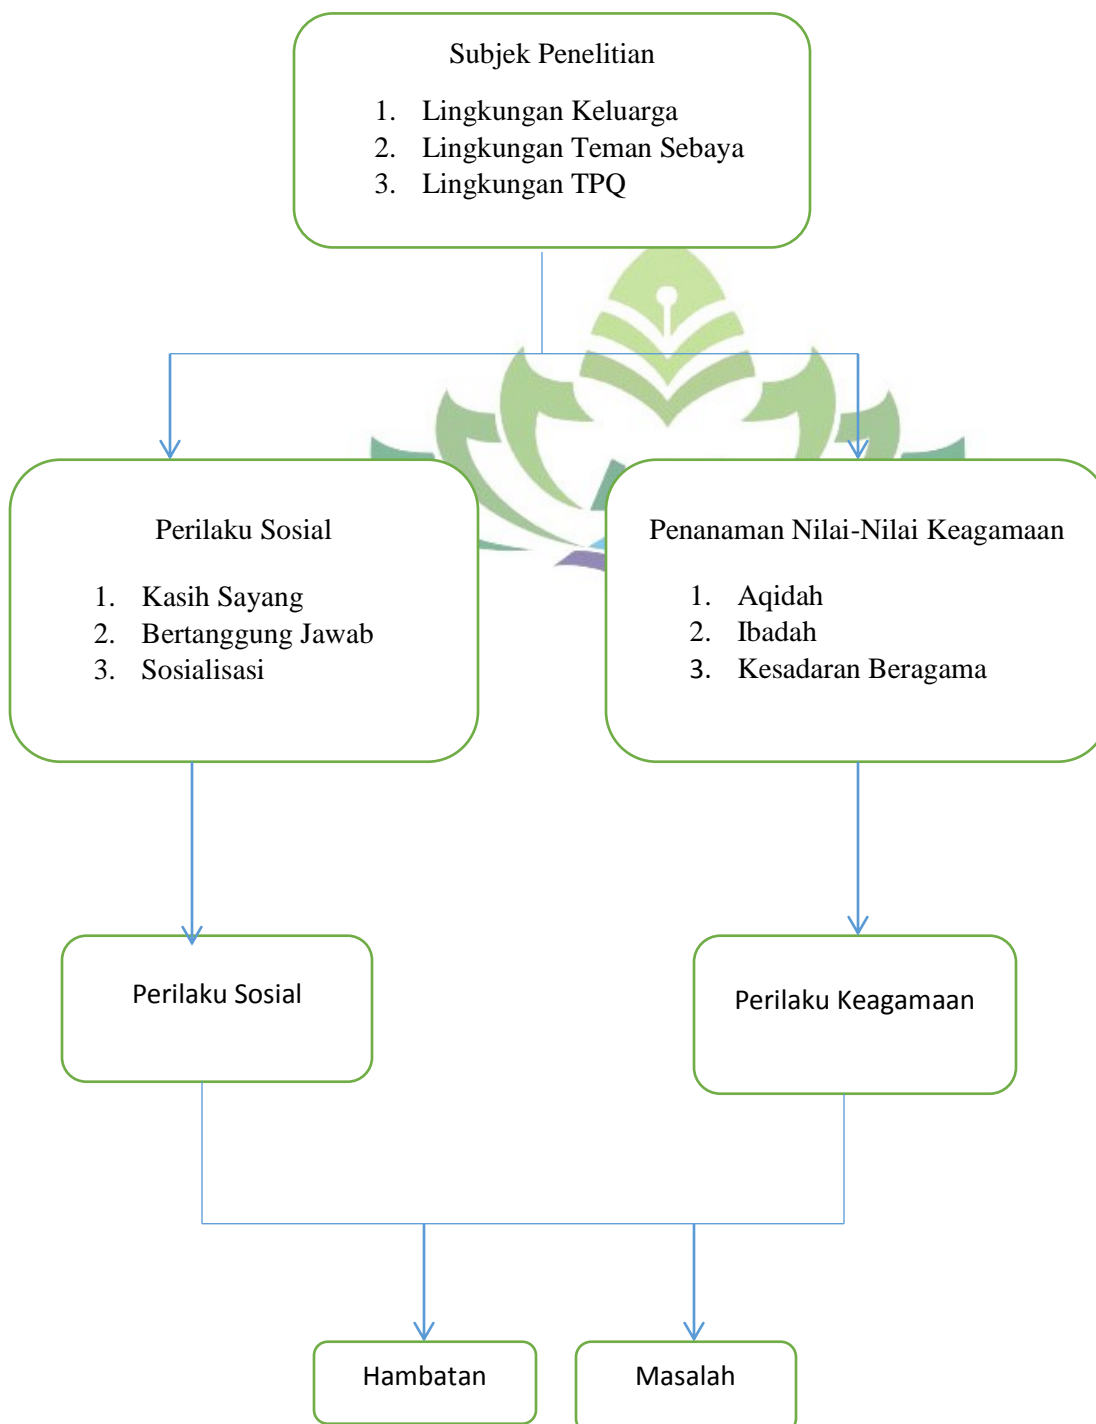 Subjek Penelitian
1. Lingkungan Keluarga
2. Lingkungan Teman Sebaya
3. Lingkungan TPQ
Perilaku Sosial
1. Kasih Sayang
2. Bertanggung Jawab
3. Sosialisasi
Penanaman Nilai-Nilai Keagamaan
1. Aqidah
2. Ibadah
3. Kesadaran Beragama
Perilaku Sosial
Perilaku Keagamaan
Hambatan
Masalah